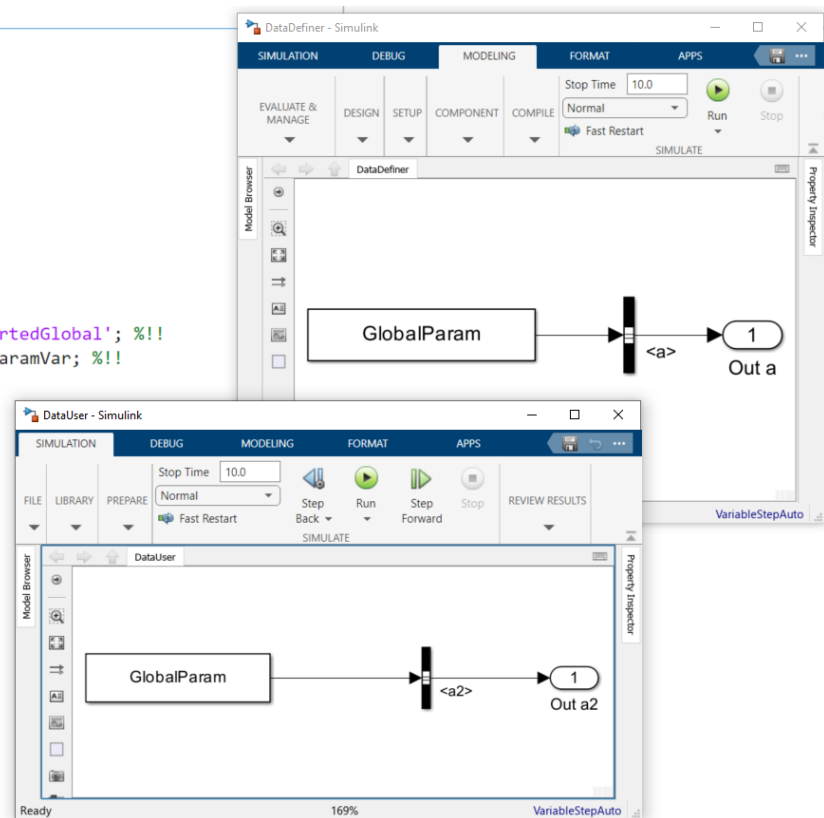 DataDefiner - Simulink
SIMULATION DEBUG MODELING FORMAT APPS
EVALUATE & MANAGE
DESIGN
SETUP
COMPONENT
COMPILE
Stop Time 10.0
Normal
Fast Restart
Run
Stop
SIMULATE
Model Browser
DataDefiner
Property Inspector
GlobalParam
<a>
1
Out a
VariableStepAuto
rtedGlobal'; %!!
aramVar; %!!
DataUser - Simulink
SIMULATION DEBUG MODELING FORMAT APPS
FILE
LIBRARY
PREPARE
Stop Time 10.0
Normal
Fast Restart
Step Back
Run
Step Forward
Stop
SIMULATE
REVIEW RESULTS
Model Browser
DataUser
Property Inspector
GlobalParam
<a2>
1
Out a2
Ready 169% VariableStepAuto